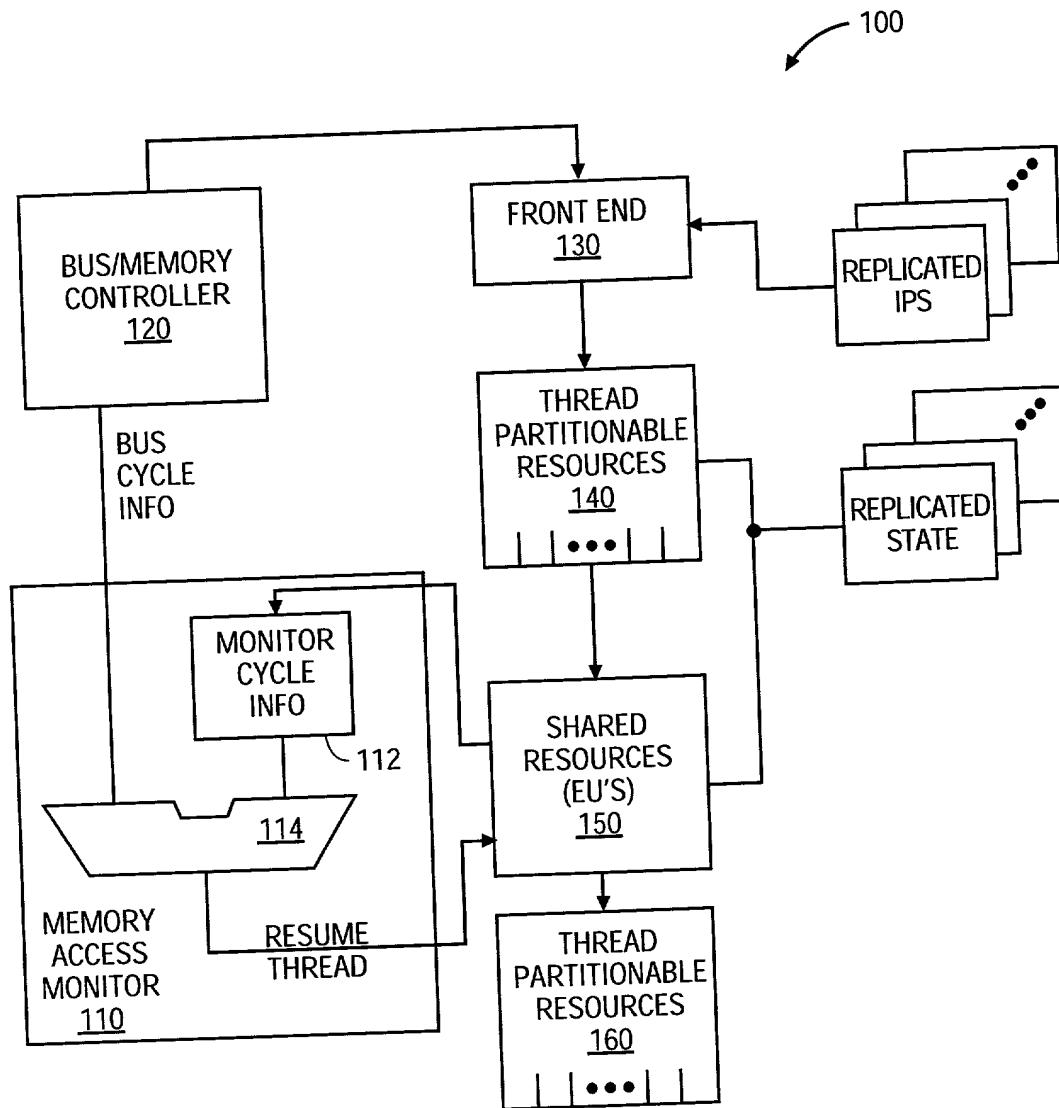 100
BUS/MEMORY
CONTROLLER
120
FRONT END
130
REPLICATED
IPS
THREAD
PARTITIONABLE
RESOURCES
140
REPLICATED
STATE
BUS
CYCLE
INFO
MONITOR
CYCLE
INFO
112
114
SHARED
RESOURCES
(EU'S)
150
MEMORY
ACCESS
MONITOR
110
RESUME
THREAD
THREAD
PARTITIONABLE
RESOURCES
160